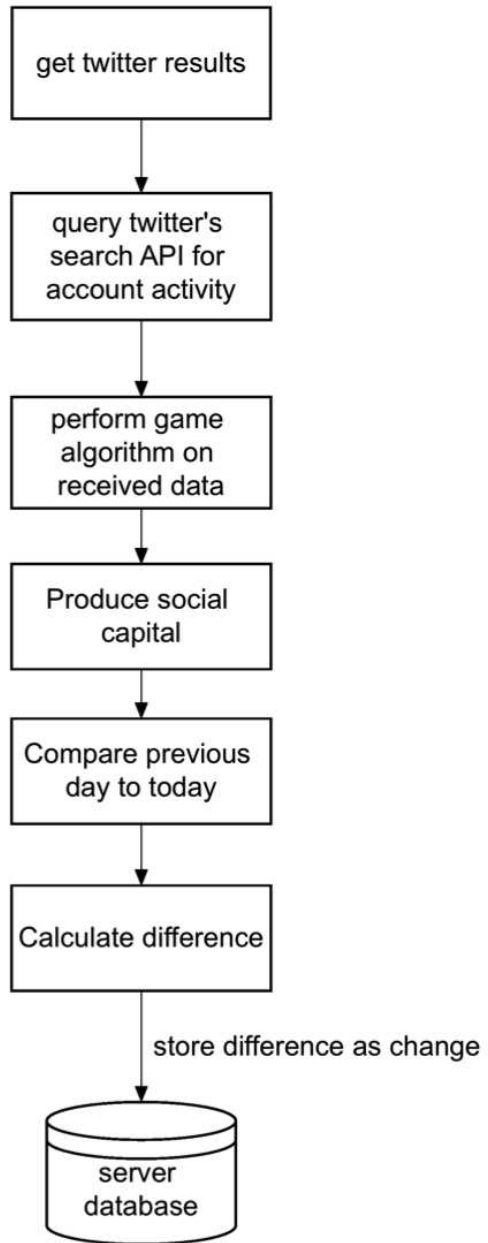 get twitter results
query twitter's
search API for
account activity
perform game
algorithm on
received data
Produce social
capital
Compare previous
day to today
Calculate difference
store difference as change
server
database